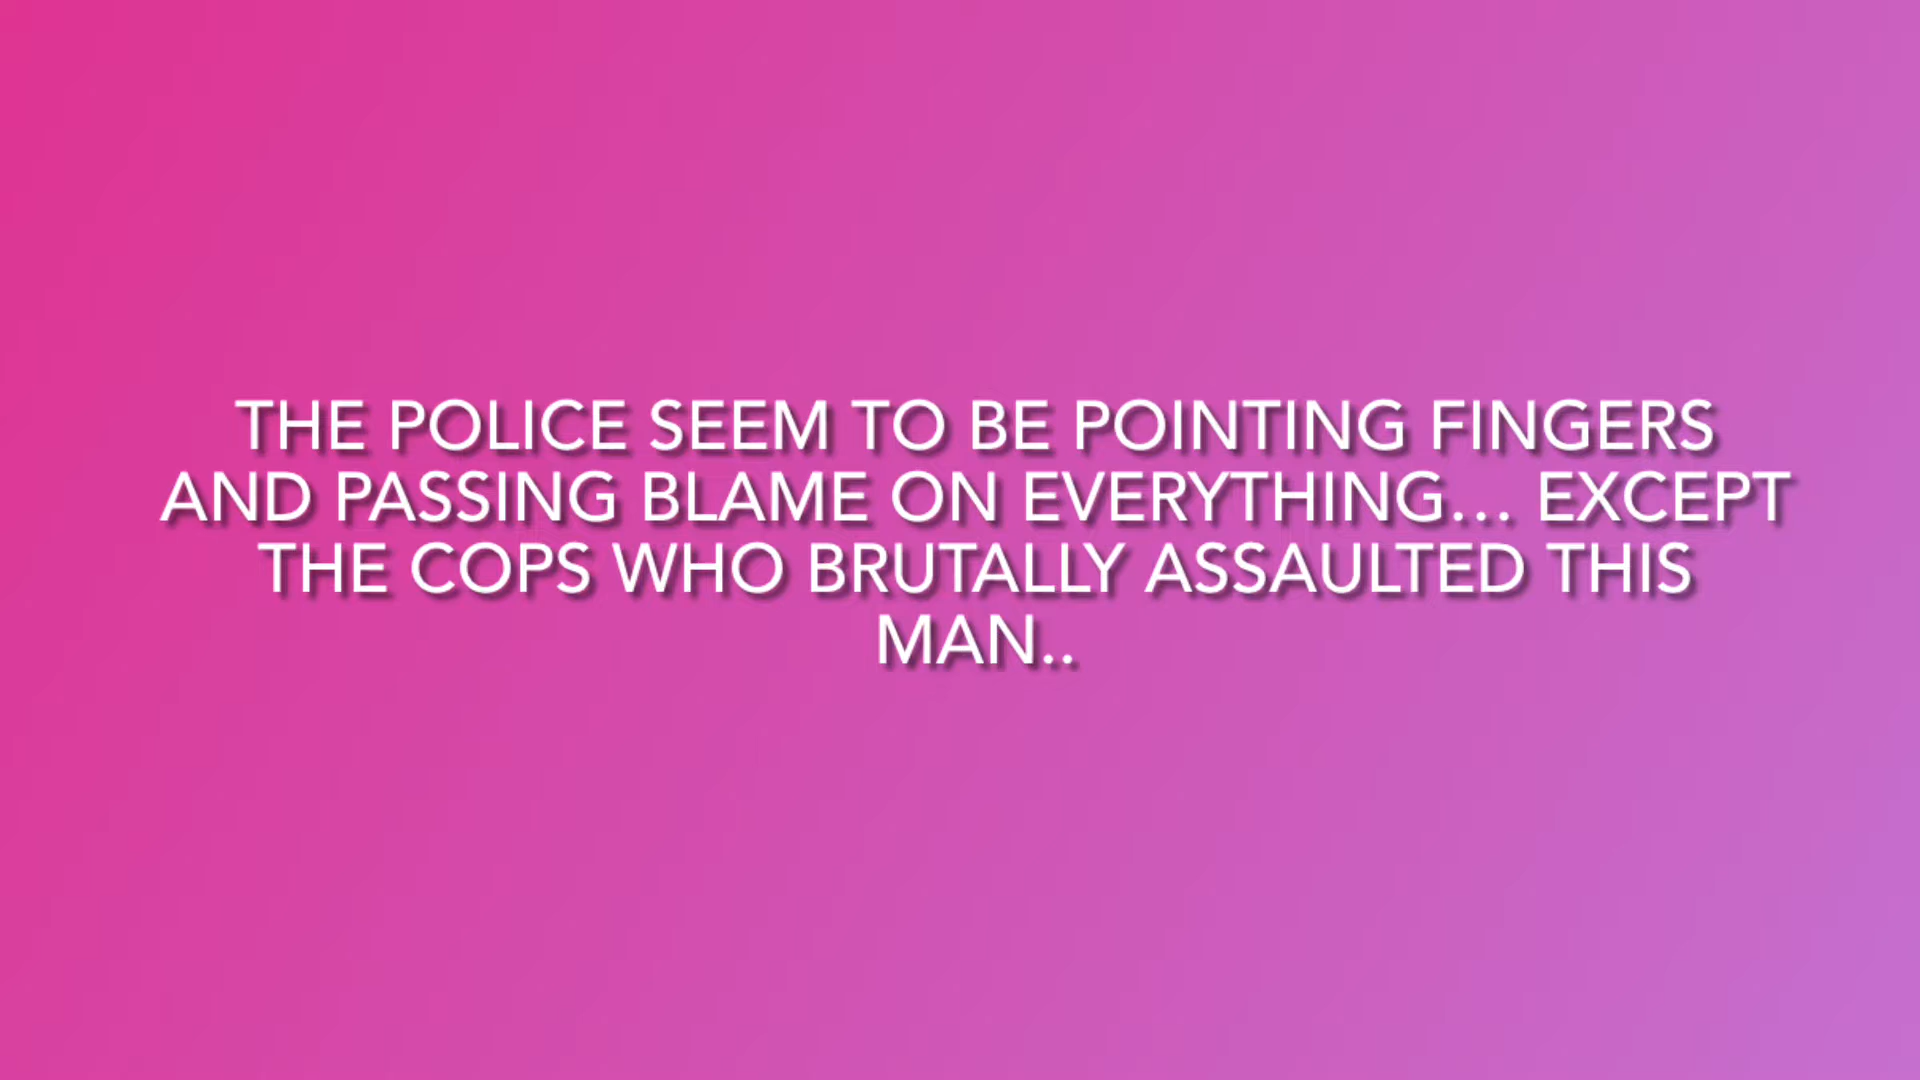 THE POLICE SEEM TO BE POINTING FINGERS
AND PASSING BLAME ON EVERYTHING... EXCEPT
THE COPS WHO BRUTALLY ASSAULTED THIS
MAN..